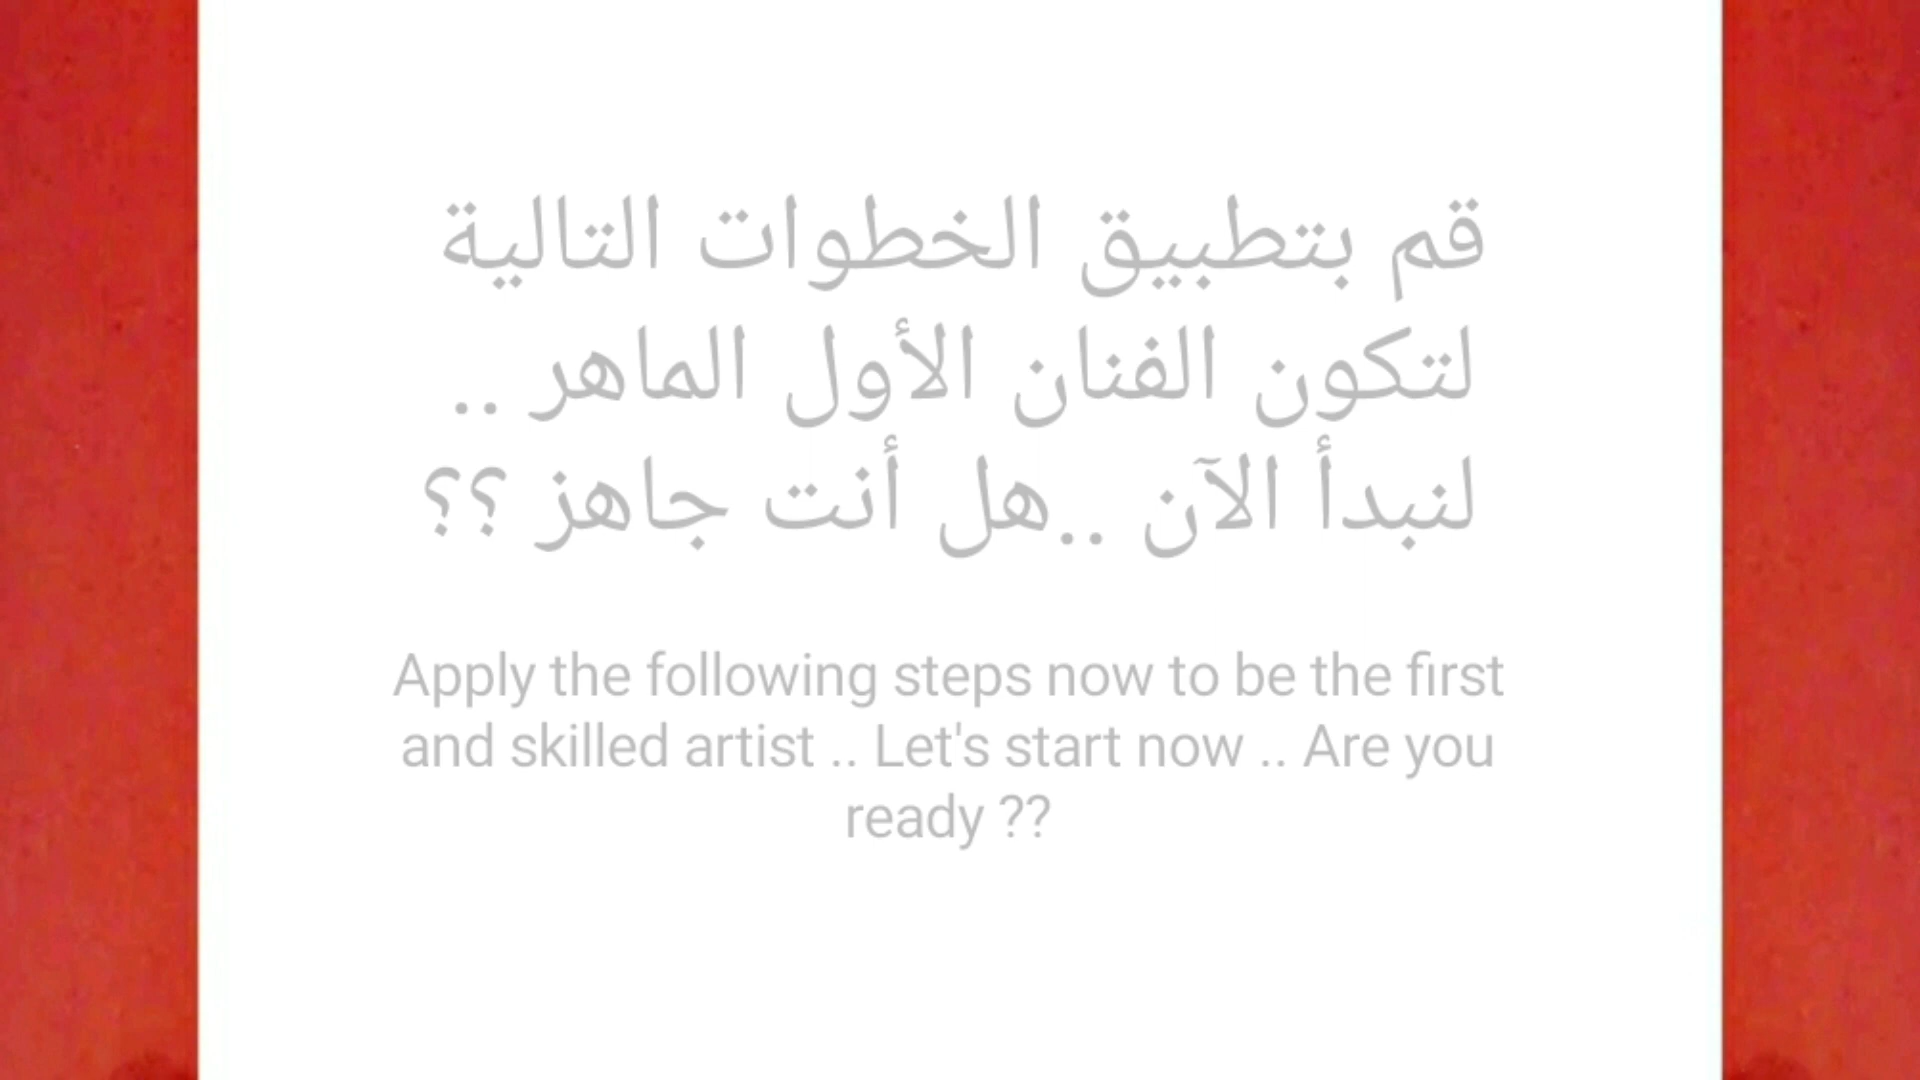 قم بتطبيق الخطوات التالية
لتكون الفنان الأول الماهر ..
لنبدأ الآن ..هل أنت جاهز ؟؟
Apply the following steps now to be the first
and skilled artist .. Let's start now .. Are you
ready ??